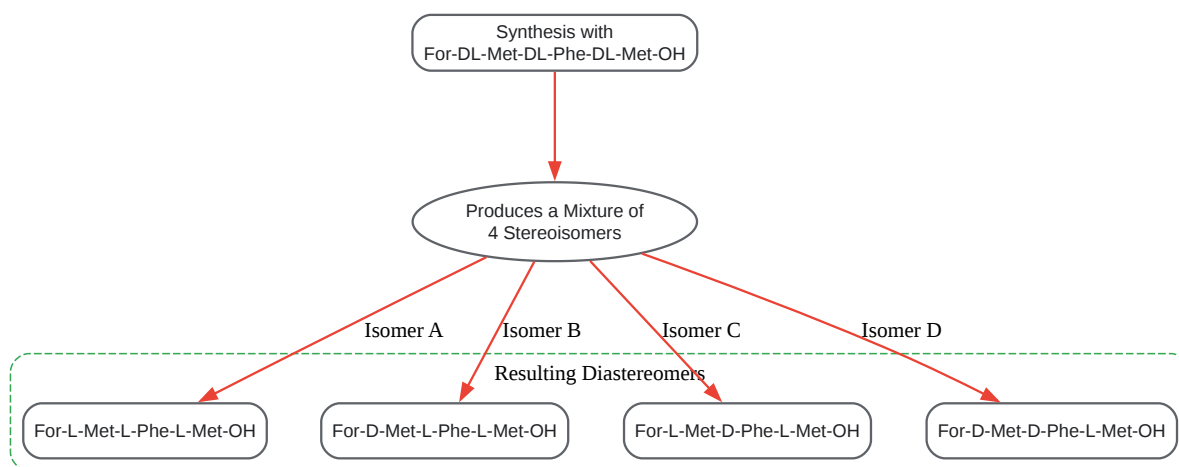 Synthesis with
For-DL-Met-DL-Phe-DL-Met-OH
Produces a Mixture of
4 Stereoisomers
Isomer A
Isomer B
Isomer C
Isomer D
Resulting Diastereomers
For-L-Met-L-Phe-L-Met-OH
For-D-Met-L-Phe-L-Met-OH
For-L-Met-D-Phe-L-Met-OH
For-D-Met-D-Phe-L-Met-OH